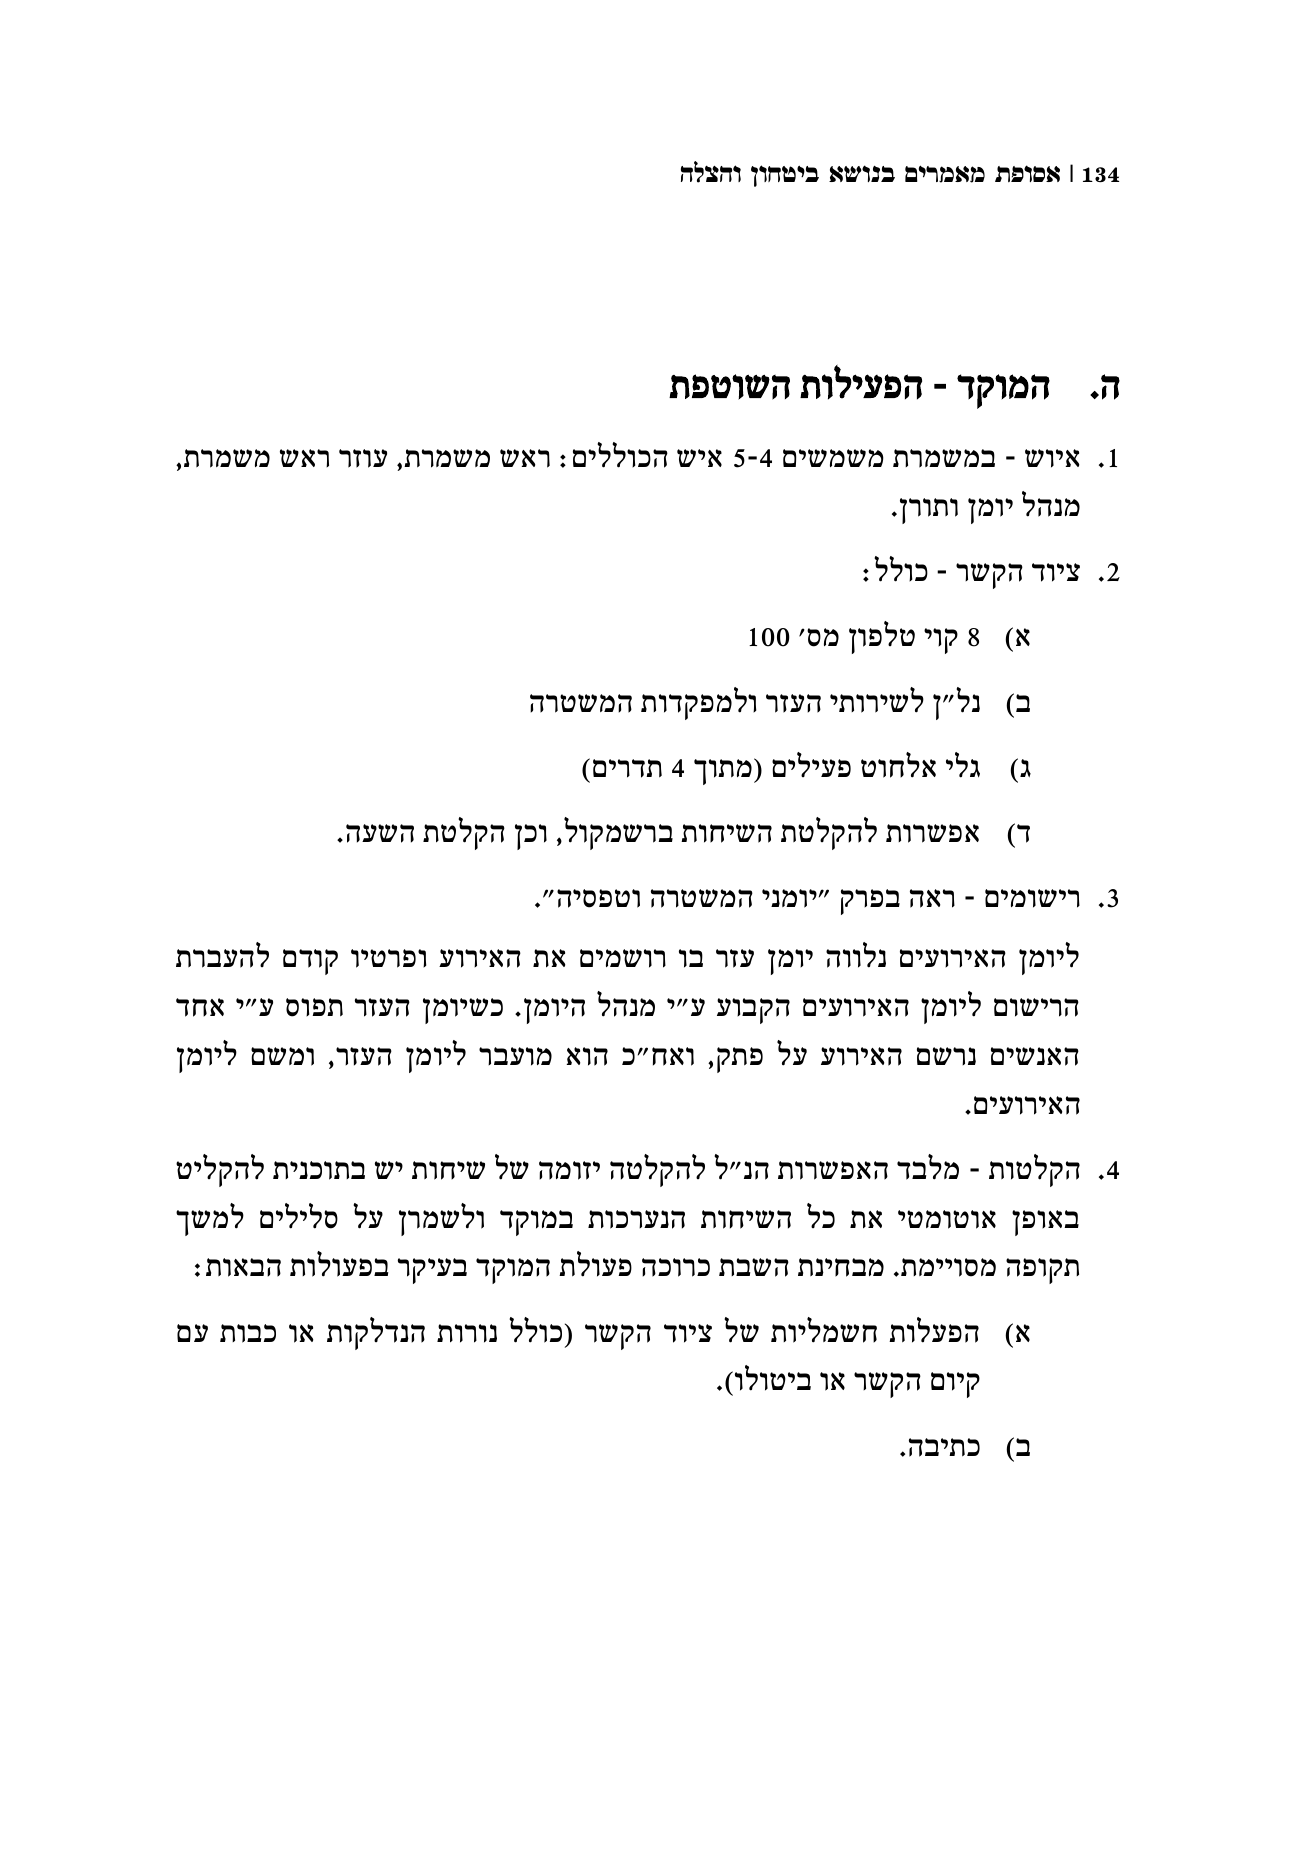 134 | אסופת מאמרים בנושא ביטחון והצלה
ה. המוקד - הפעילות השוטפת
1. איוש - במשמרת משמשים 5-4 איש הכוללים: ראש משמרת, עוזר ראש משמרת,
מנהל יומן ותורן.
2. ציוד הקשר - כולל:
א) 8 קוי טלפון מס׳ 100
ב) נל״ן לשירותי העזר ולמפקדות המשטרה
ג) גלי אלחוט פעילים (מתוך 4 תדרים)
ד) אפשרות להקלטת השיחות ברשמקול, וכן הקלטת השעה.
3. רישומים - ראה בפרק ״יומני המשטרה וטפסיה״.
ליומן האירועים נלווה יומן עזר בו רושמים את האירוע ופרטיו קודם להעברת
הרישום ליומן האירועים הקבוע ע״י מנהל היומן. כשיומן העזר תפוס ע״י אחד
האנשים נרשם האירוע על פתק, ואח״כ הוא מועבר ליומן העזר, ומשם ליומן
האירועים.
4. הקלטות - מלבד האפשרות הנ״ל להקלטה יזומה של שיחות יש בתוכנית להקליט
באופן אוטומטי את כל השיחות הנערכות במוקד ולשמרן על סלילים למשך
תקופה מסויימת. מבחינת השבת כרוכה פעולת המוקד בעיקר בפעולות הבאות:
א) הפעלות חשמליות של ציוד הקשר (כולל נורות הנדלקות או כבות עם
קיום הקשר או ביטולו).
ב) כתיבה.